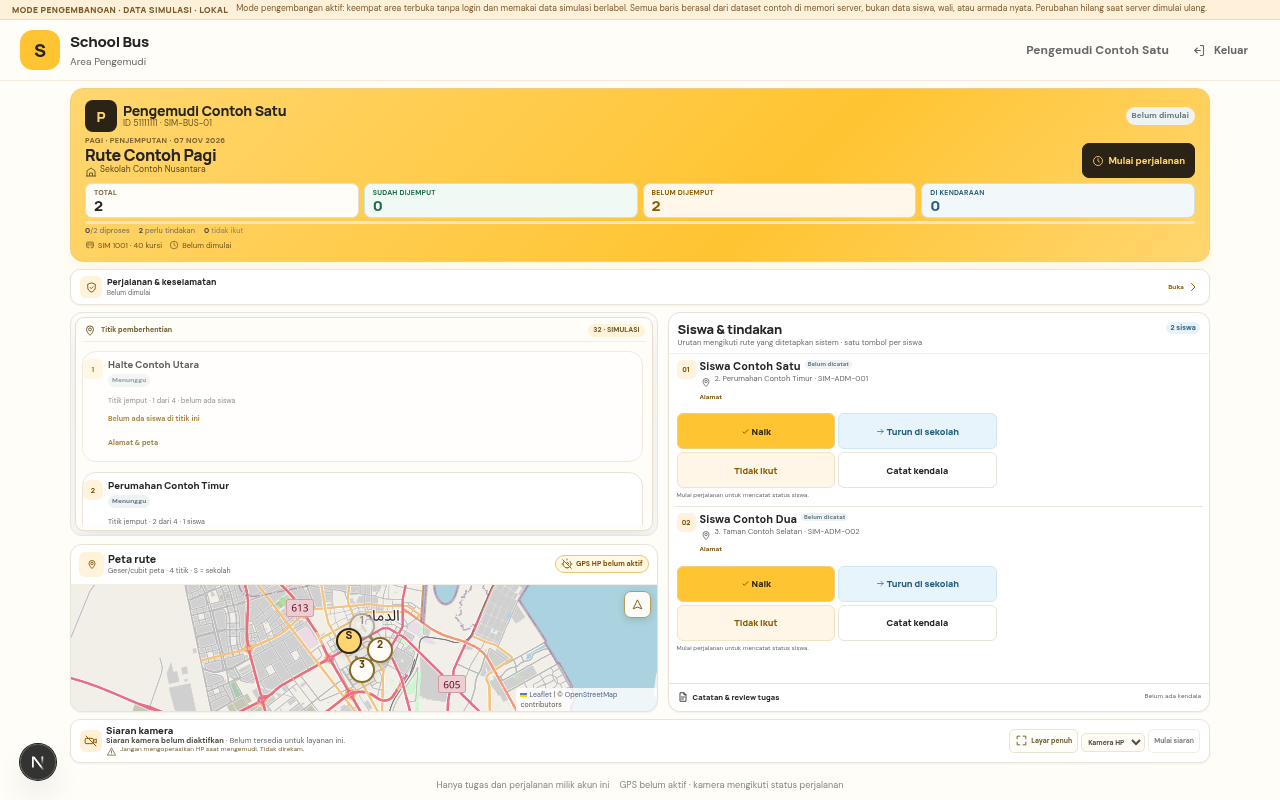 MODE PENGEMBANGAN · DATA SIMULASI · LOKAL Mode pengembangan aktif: keempat area terbuka tanpa login dan memakai data simulasi berlabel. Semua baris berasal dari dataset contoh di memori server, bukan data siswa, wali, atau armada nyata. Perubahan hilang saat server dimulai ulang.
S
School Bus
Area Pengemudi
Pengemudi Contoh Satu
Keluar
P
Pengemudi Contoh Satu
ID 51111111 · SIM-BUS-01
Belum dimulai
PAGI · PENJEMPUTAN · 07 NOV 2026
Rute Contoh Pagi
Sekolah Contoh Nusantara
Mulai perjalanan
TOTAL
2
SUDAH DIJEMPUT
0
BELUM DIJEMPUT
2
DI KENDARAAN
0
0/2 diproses 2 perlu tindakan 0 tidak ikut
SIM 1001 · 40 kursi Belum dimulai
Perjalanan & keselamatan
Belum dimulai
Buka
Titik pemberhentian
32 · SIMULASI
1
Halte Contoh Utara
Menunggu
Titik jemput · 1 dari 4 · belum ada siswa
Belum ada siswa di titik ini
Alamat & peta
2
Perumahan Contoh Timur
Menunggu
Titik jemput · 2 dari 4 · 1 siswa
Peta rute
Geser/cubit peta · 4 titik · S = sekolah
GPS HP belum aktif
613
الدمام
1
S
2
3
605
Leaflet | © OpenStreetMap
contributors
Siswa & tindakan
Urutan mengikuti rute yang ditetapkan sistem · satu tombol per siswa
2 siswa
01
Siswa Contoh Satu Belum dicatat
2. Perumahan Contoh Timur · SIM-ADM-001
Alamat
Naik
Turun di sekolah
Tidak ikut
Catat kendala
Mulai perjalanan untuk mencatat status siswa.
02
Siswa Contoh Dua Belum dicatat
3. Taman Contoh Selatan · SIM-ADM-002
Alamat
Naik
Turun di sekolah
Tidak ikut
Catat kendala
Mulai perjalanan untuk mencatat status siswa.
Catatan & review tugas
Belum ada kendala
Siaran kamera
Siaran kamera belum diaktifkan · Belum tersedia untuk layanan ini.
Jangan mengoperasikan HP saat mengemudi. Tidak direkam.
Layar penuh
Kamera HP
Mulai siaran
N
Hanya tugas dan perjalanan milik akun ini GPS belum aktif · kamera mengikuti status perjalanan